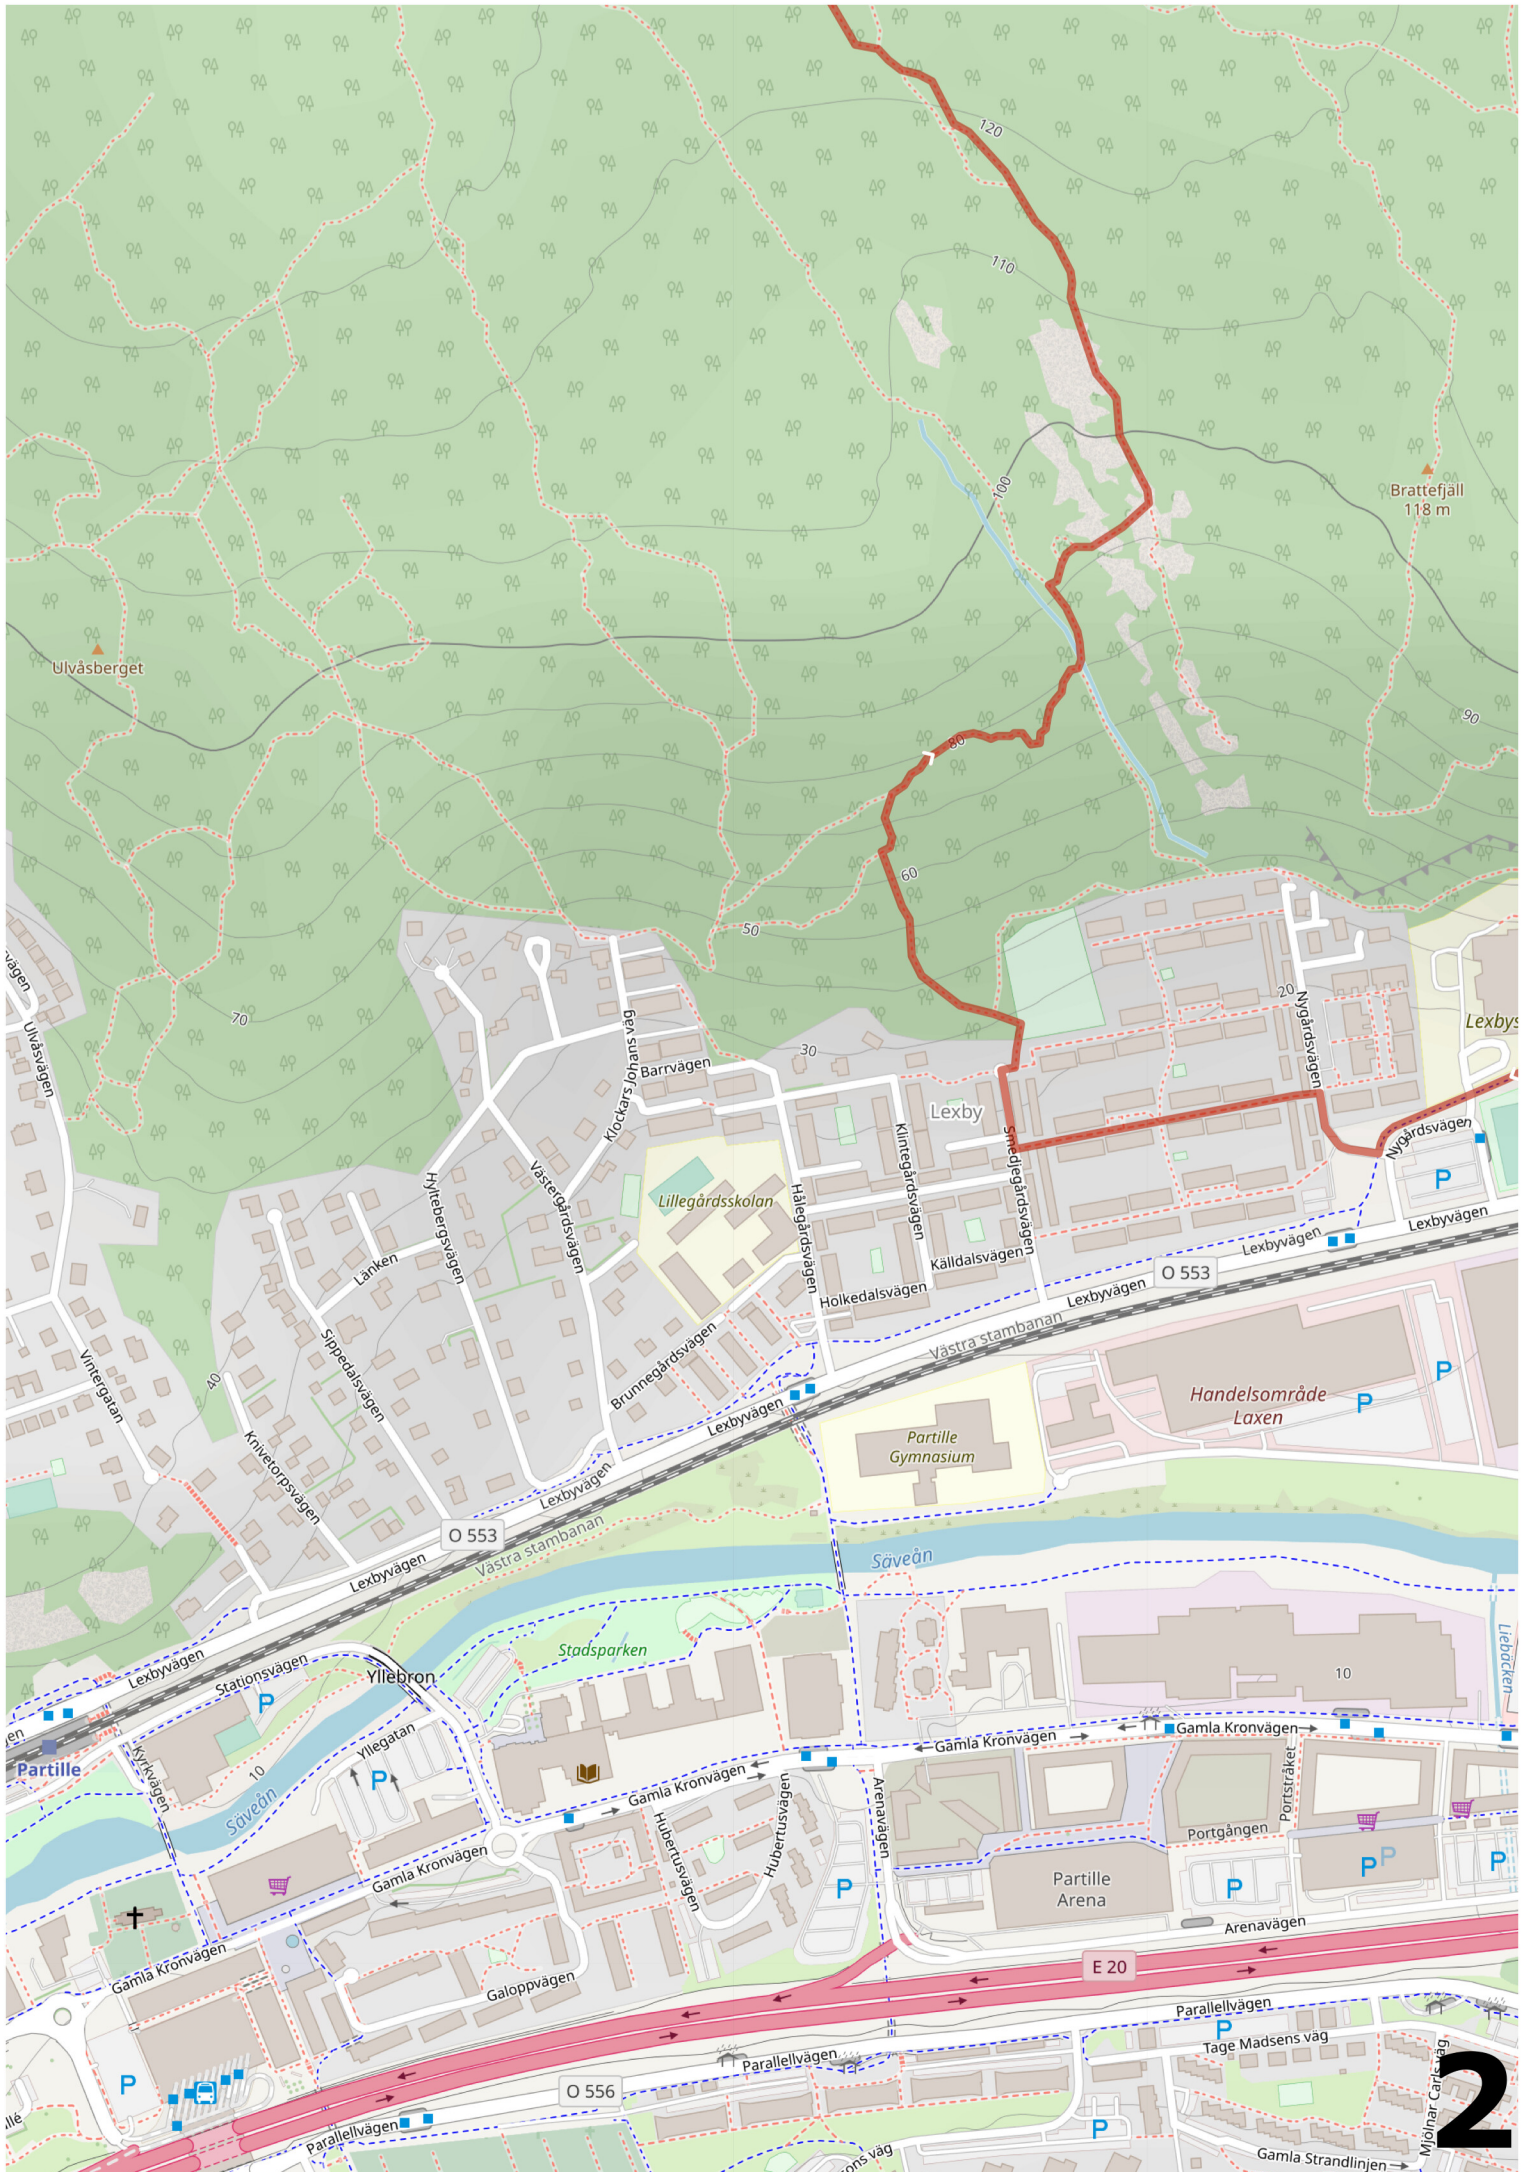 120
110
100
Brattefjäll
118 m
Ulvåsberget
90
80
60
50
70
20
30
vägen
Ulvåsvägen
Klockars Johans väg
Barrvägen
Lexby
Lexbys
Nygårdsvägen
Nygårdsvägen
P
Smedjegårdsvägen
Klintegårdsvägen
Hålegårdsvägen
Lillegårdsskolan
Västergårdsvägen
Hyltebergsvägen
Länken
Källdalsvägen
Holkedalsvägen
Lexbyvägen
Lexbyvägen
O 553
Lexbyvägen
Västra stambanan
Brunnegårdsvägen
Sippedalsvägen
Vintergatan
40
Knivetorpsvägen
Handelsområde
Laxen
P
P
Partille
Gymnasium
Lexbyvägen
Lexbyvägen
O 553
Västra stambanan
Lexbyvägen
Säveån
Stadsparken
Lexbyvägen
Stationsvägen
Yllebron
P
10
Liebäcken
en
Partille
Kyrkvägen
Yllegatan
P
10
Säveån
Gamla Kronvägen
Gamla Kronvägen
Gamla Kronvägen
Arenavägen
Hubertusvägen
Hubertusvägen
Portstråket
Portgången
P
P
P
P
P
Partille
Arena
Gamla Kronvägen
Gamla Kronvägen
Arenavägen
E 20
Galoppvägen
Parallellvägen
P
Tage Madsens väg
Parallellvägen
O 556
P
Parallellvägen
P
Mjölnar Carls väg
llé
ons väg
Gamla Strandlinjen
2